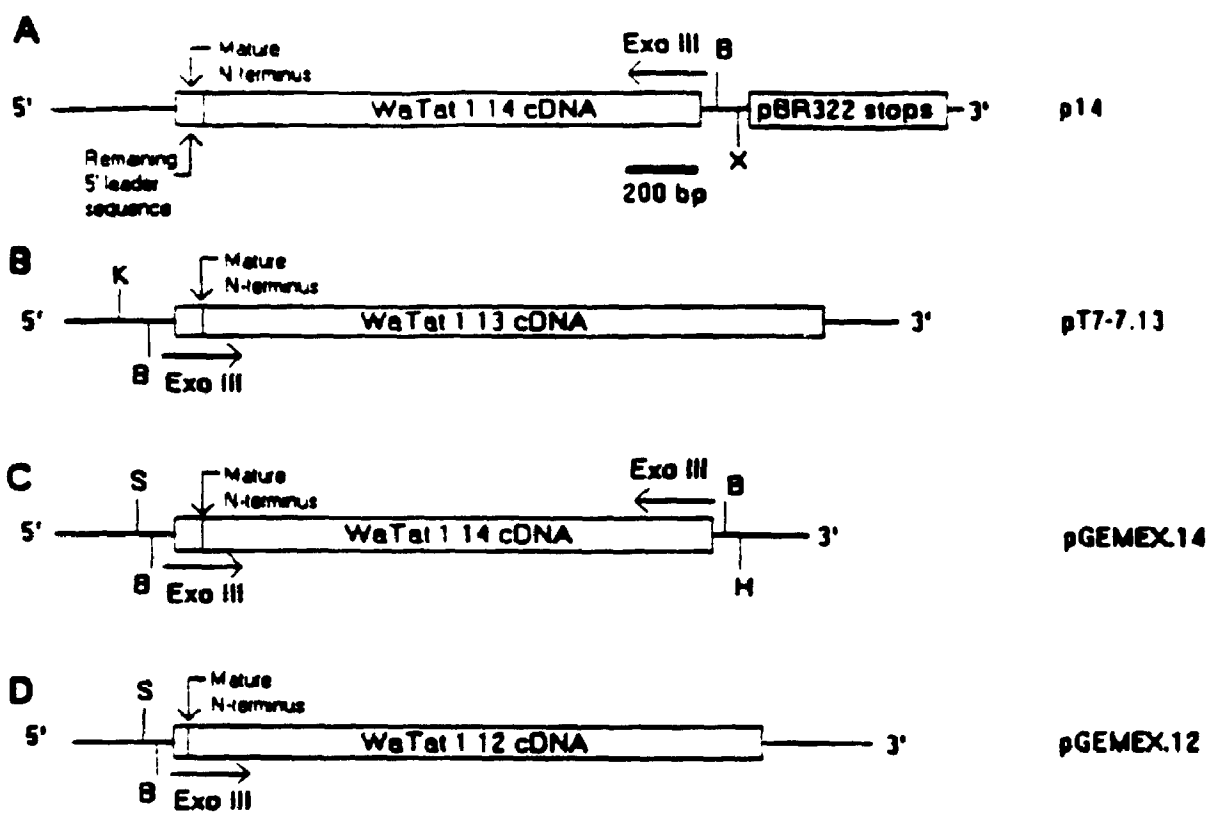 A
Mature
N-terminus
Exo III
B
5'
WaTat 1 14 cDNA
pBR322 stops
3'
p14
Remaining
5' leader
sequence
X
200 bp
B
K
Mature
N-terminus
5'
WaTat 1 13 cDNA
3'
pT7-7.13
B
Exo III
C
S
Mature
N-terminus
Exo III
B
5'
WaTat 1 14 cDNA
3'
pGEMEX.14
B
Exo III
H
D
S
Mature
N-terminus
5'
WaTat 1 12 cDNA
3'
pGEMEX.12
B
Exo III